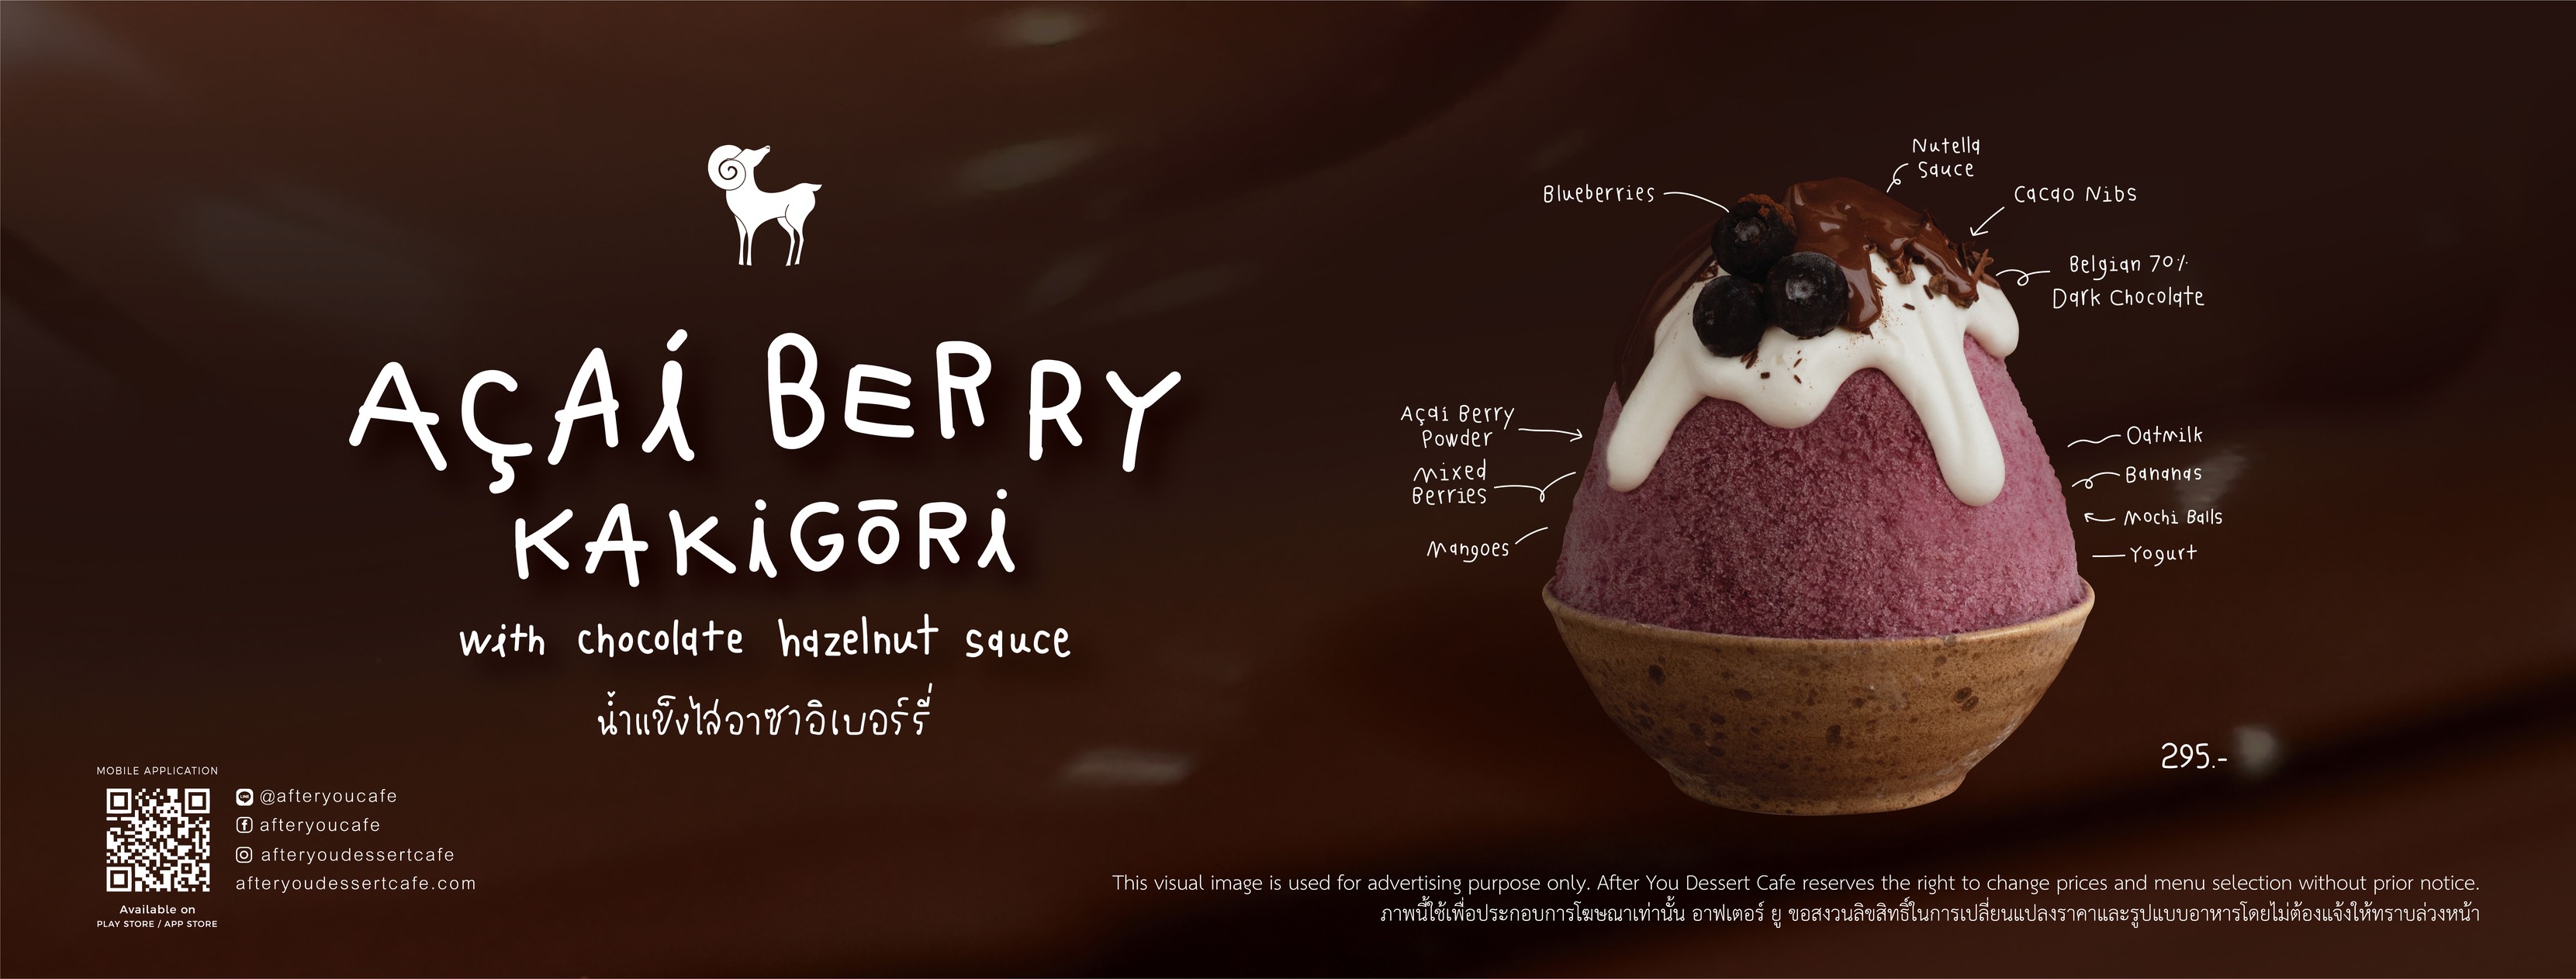 AÇAÍ BERRY
KAKIGŌRI
with chocolate hazelnut sauce
น้ำแข็งไสอาซาอิเบอร์รี่
Blueberries
Nutella
Sauce
Cacao Nibs
Belgian 70%
Dark Chocolate
Açaí Berry
Powder
Mixed
Berries
Mangoes
Oatmilk
Bananas
Mochi Balls
Yogurt
295.-
MOBILE APPLICATION
Available on
PLAY STORE / APP STORE
LINE @afteryoucafe
afteryoucafe
afteryoudessertcafe
afteryoudessertcafe.com
This visual image is used for advertising purpose only. After You Dessert Cafe reserves the right to change prices and menu selection without prior notice.
ภาพนี้ใช้เพื่อประกอบการโฆษณาเท่านั้น อาฟเตอร์ ยู ขอสงวนลิขสิทธิ์ในการเปลี่ยนแปลงราคาและรูปแบบอาหารโดยไม่ต้องแจ้งให้ทราบล่วงหน้า